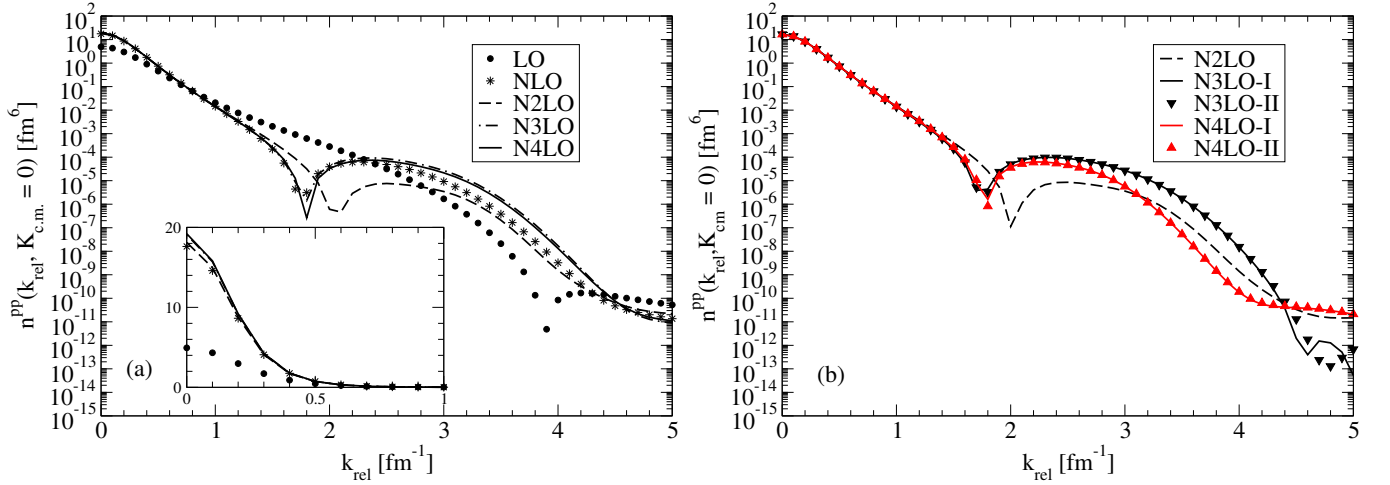 10^2
10^1
10^0
10^-1
10^-2
10^-3
10^-4
10^-5
10^-6
10^-7
10^-8
10^-9
10^-10
10^-11
10^-12
10^-13
10^-14
10^-15
n^pp(k_rel, K_c.m. = 0) [fm^6]
LO
NLO
N2LO
N3LO
N4LO
20
10
0
0 0.5 1
(a)
0 1 2 3 4 5
k_rel [fm^-1]
10^2
10^1
10^0
10^-1
10^-2
10^-3
10^-4
10^-5
10^-6
10^-7
10^-8
10^-9
10^-10
10^-11
10^-12
10^-13
10^-14
10^-15
n^pp(k_rel,K_cm = 0) [fm^6]
N2LO
N3LO-I
N3LO-II
N4LO-I
N4LO-II
(b)
0 1 2 3 4 5
k_rel [fm^-1]